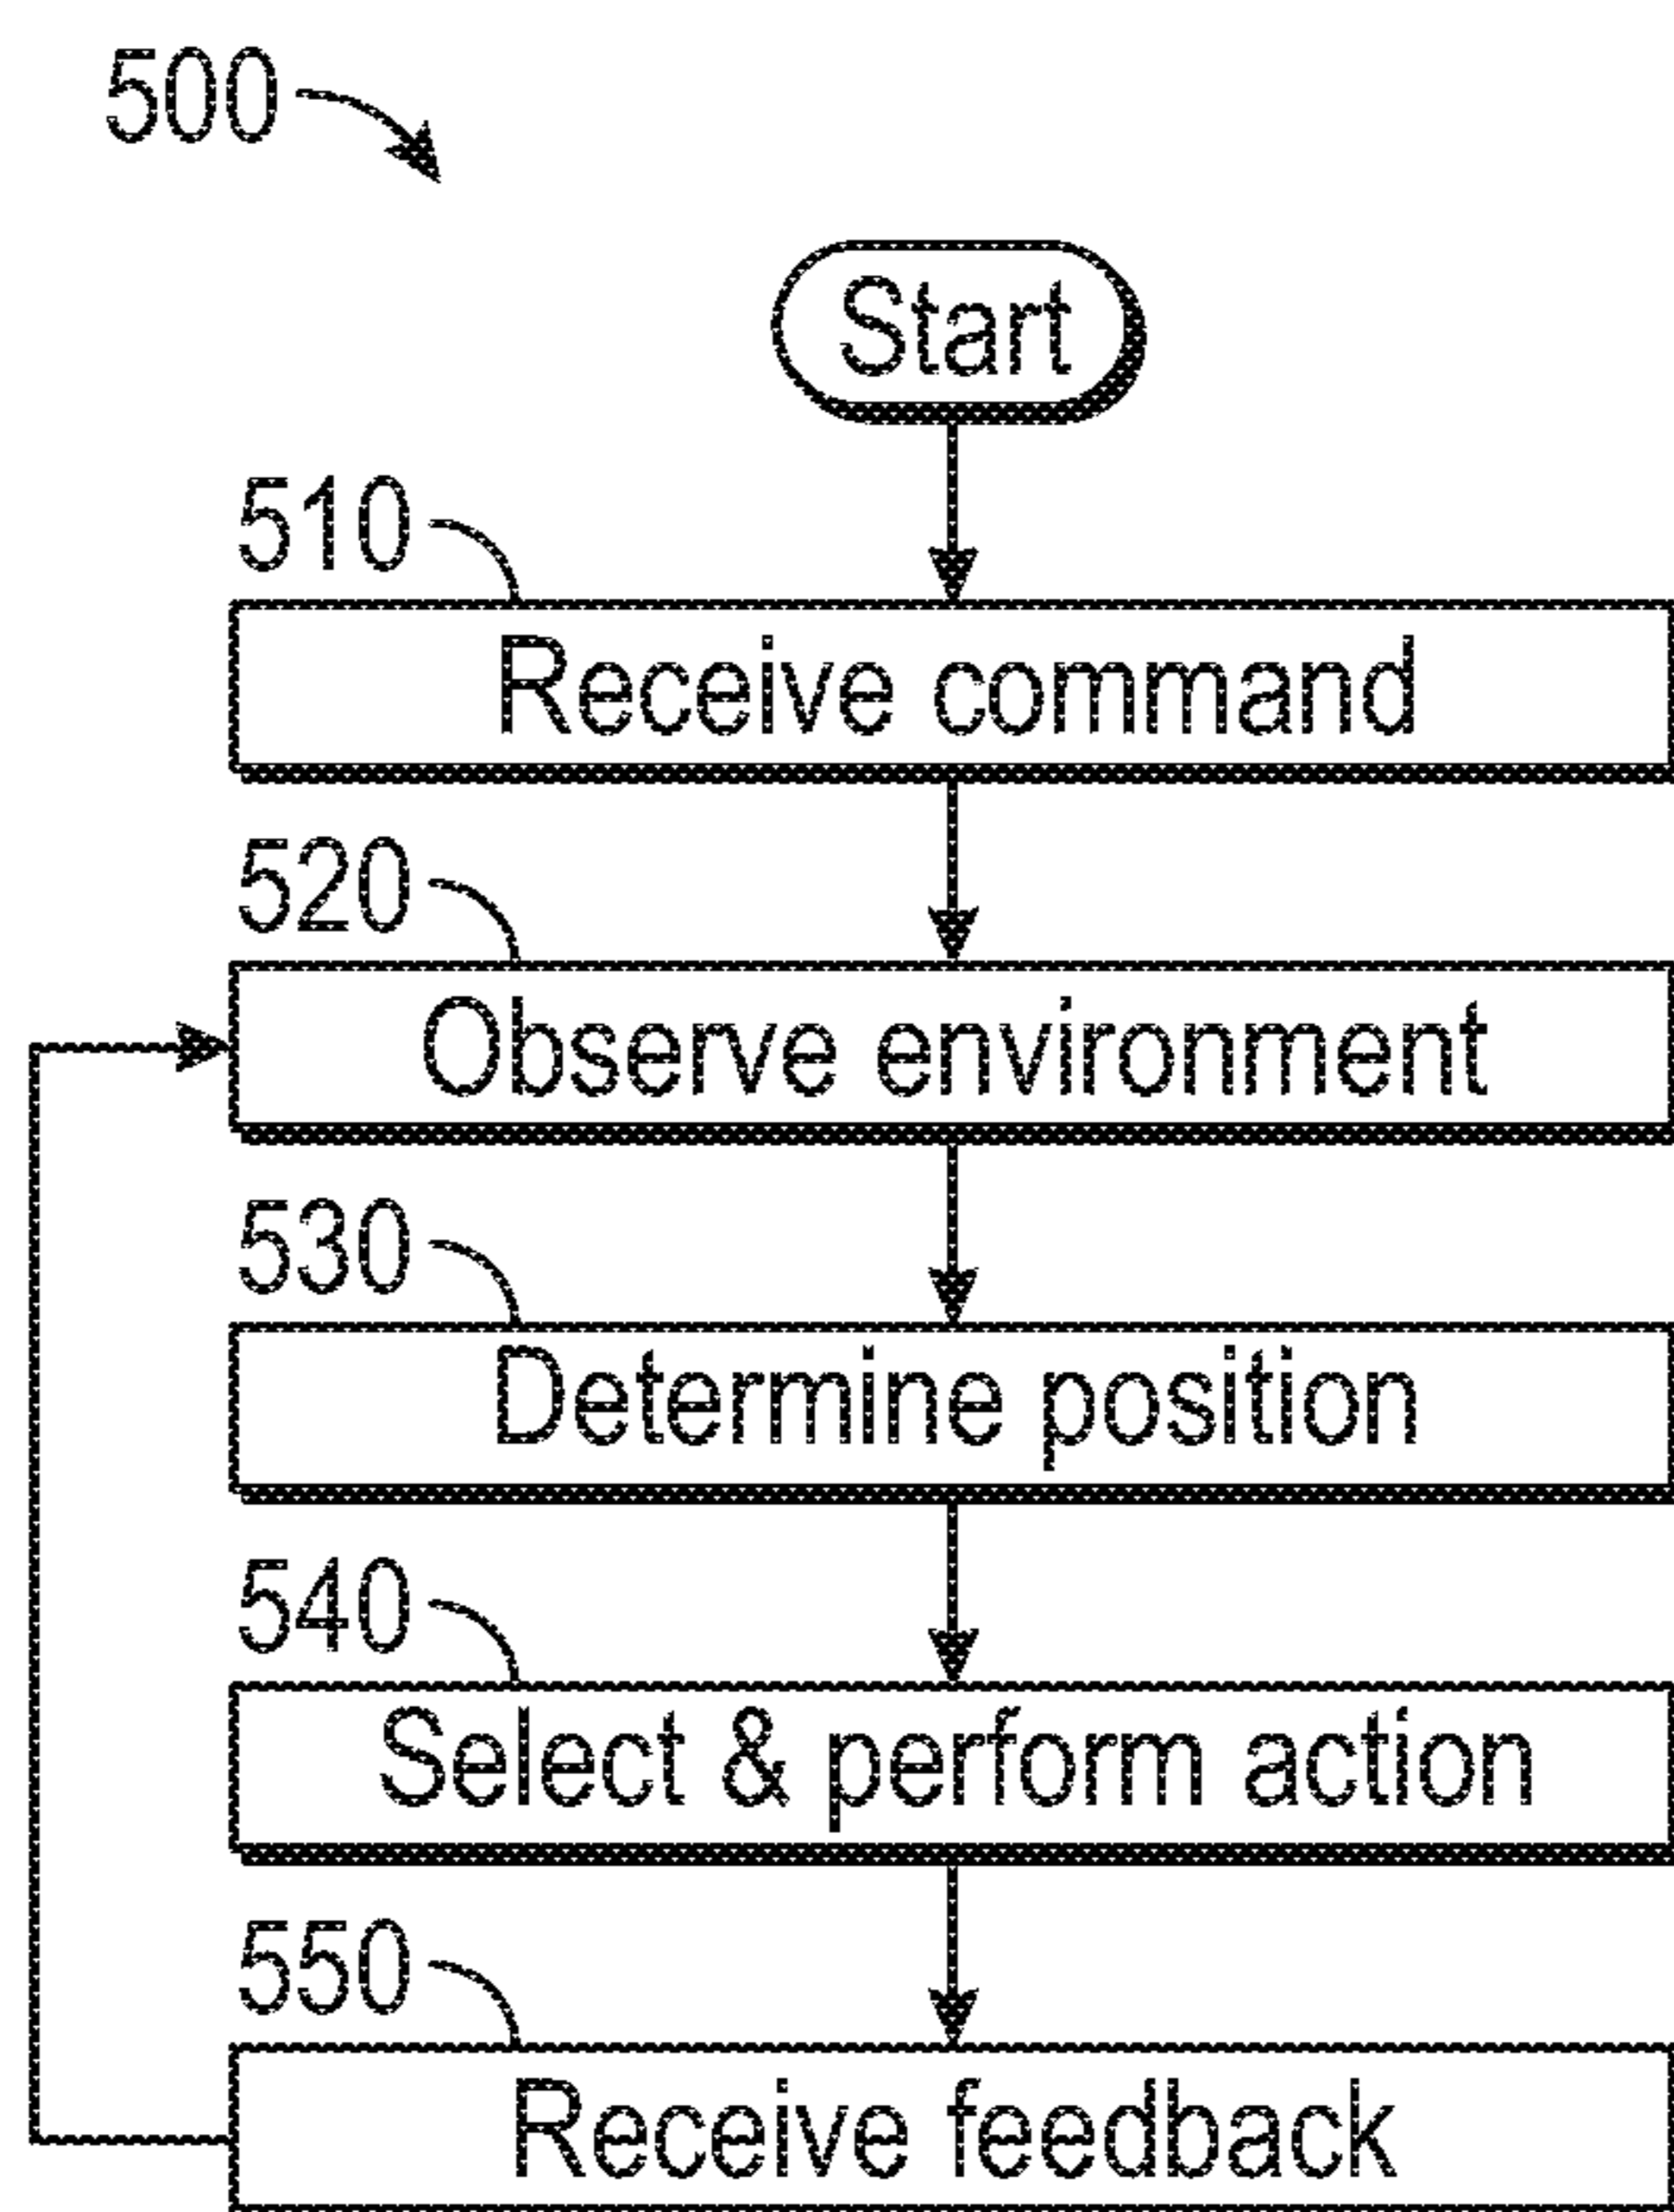 500
Start
510
Receive command
520
Observe environment
530
Determine position
540
Select & perform action
550
Receive feedback